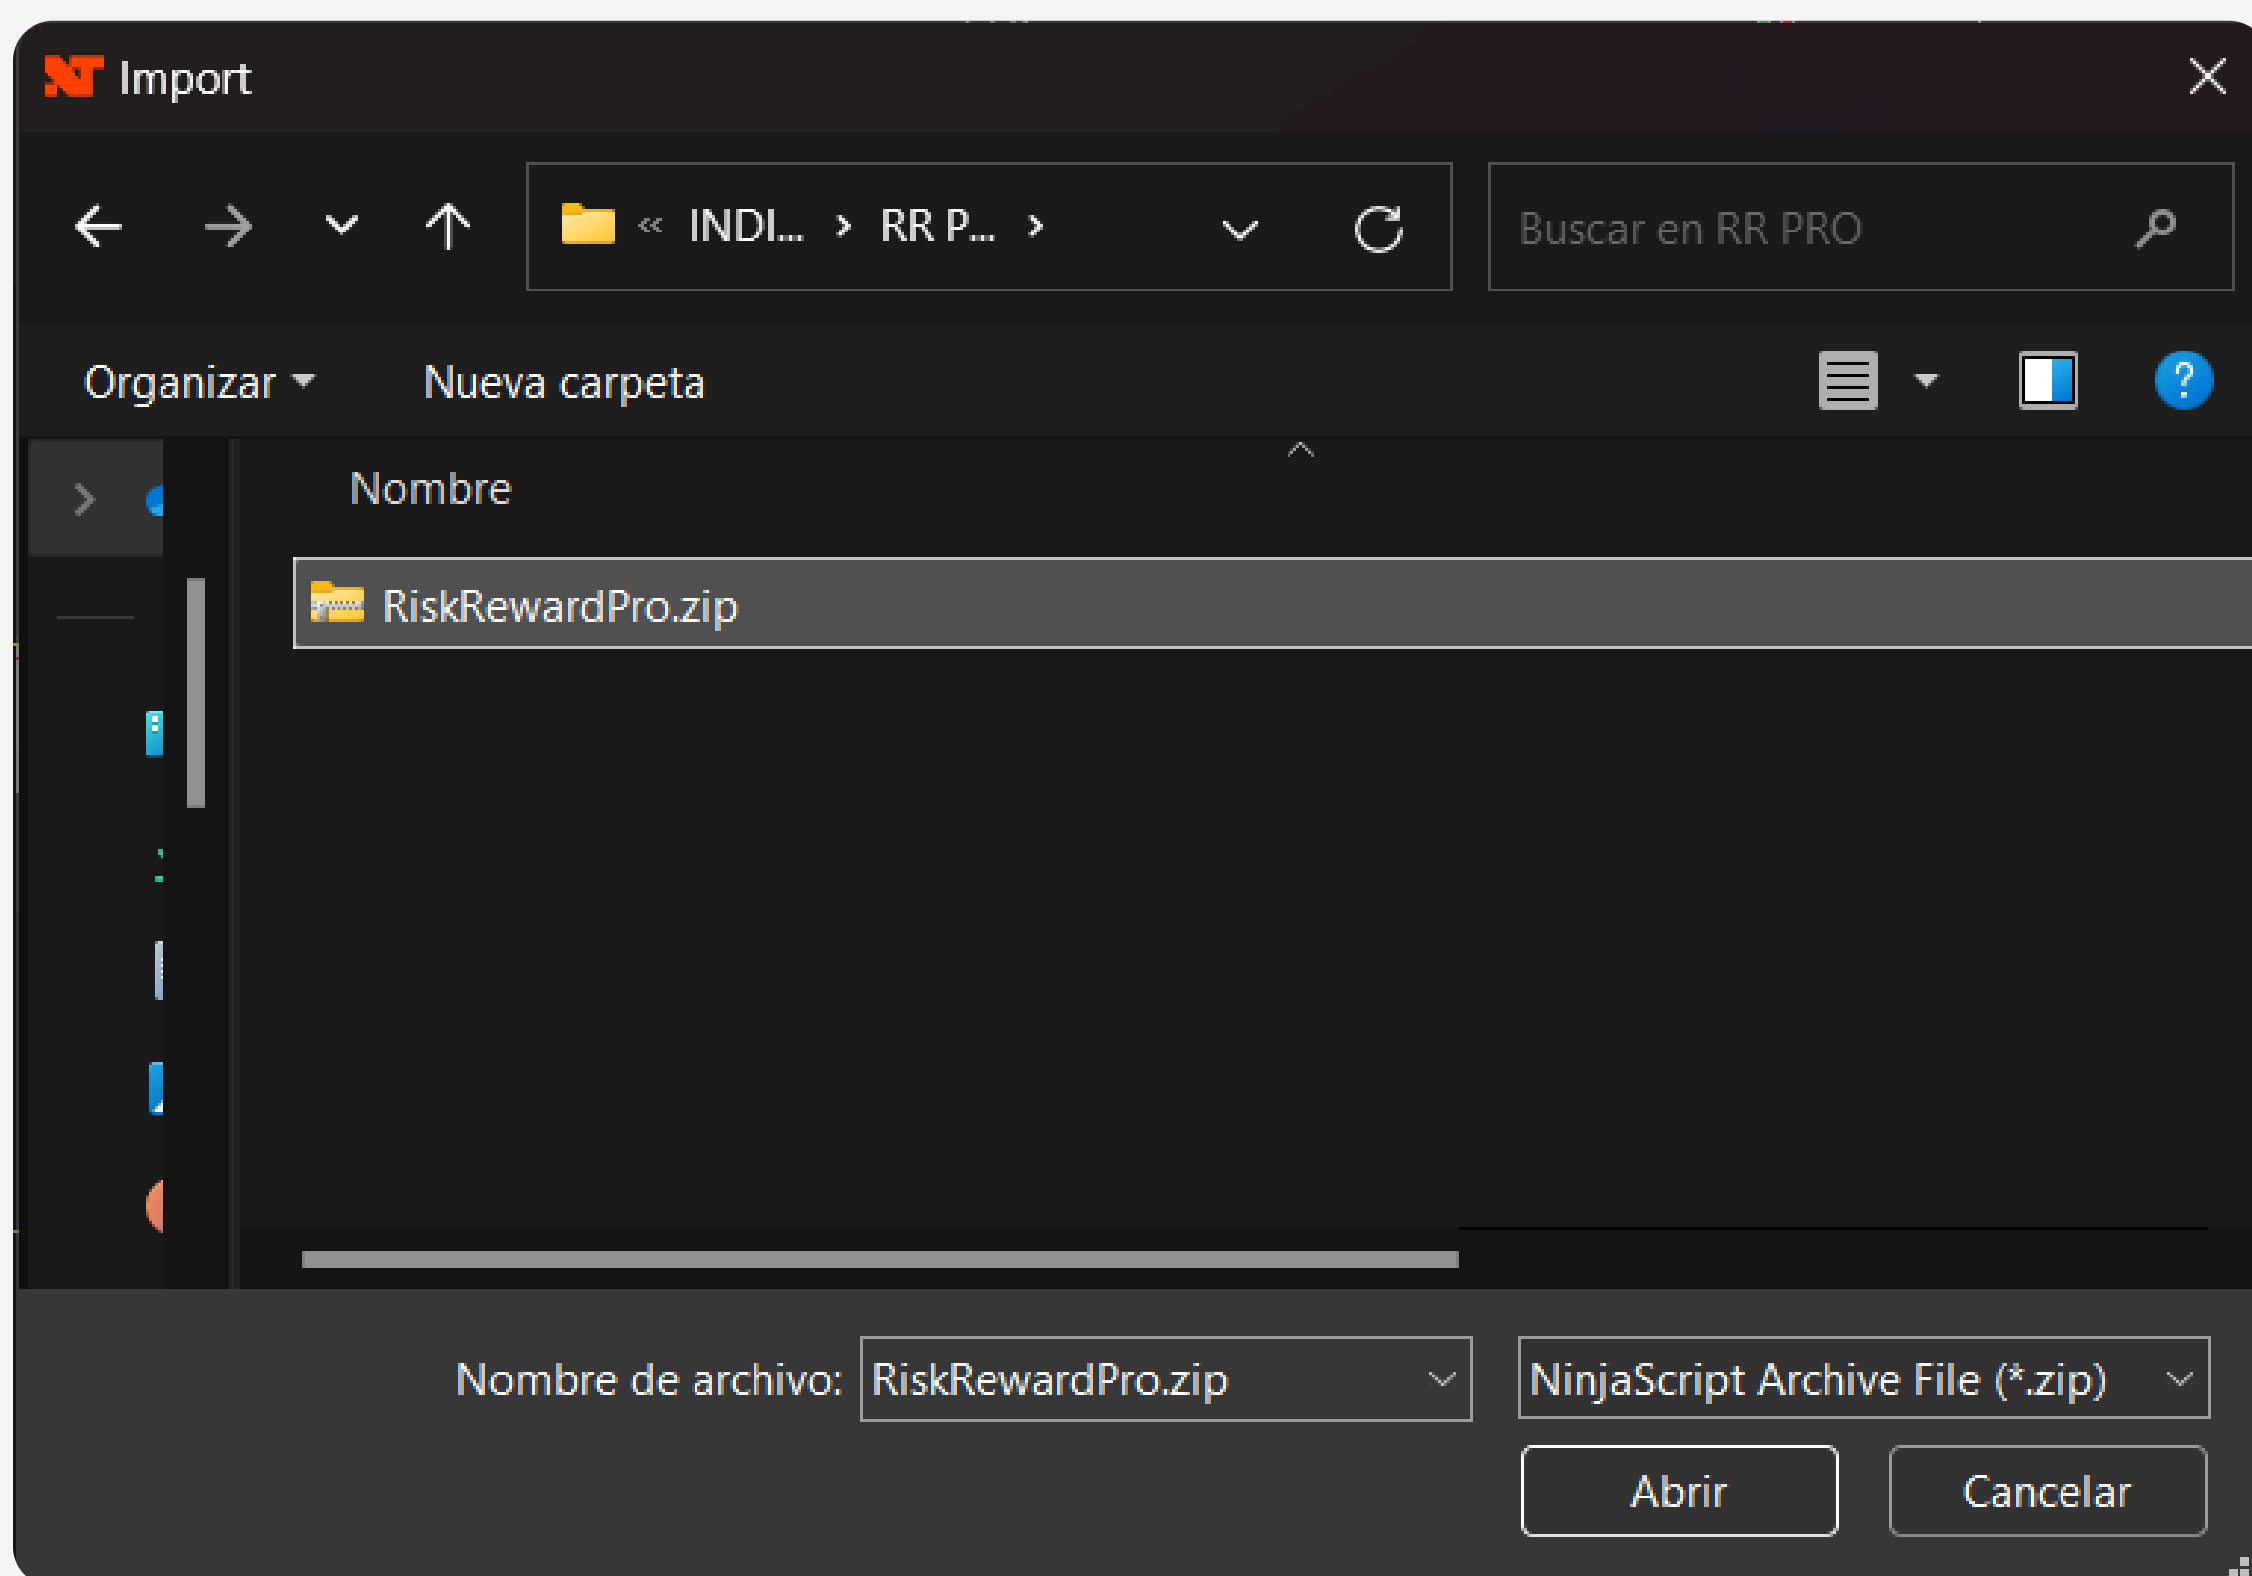 NT Import
« INDI... > RR P... >
Buscar en RR PRO
Organizar
Nueva carpeta
?
Nombre
RiskRewardPro.zip
Nombre de archivo: RiskRewardPro.zip
NinjaScript Archive File (*.zip)
Abrir
Cancelar